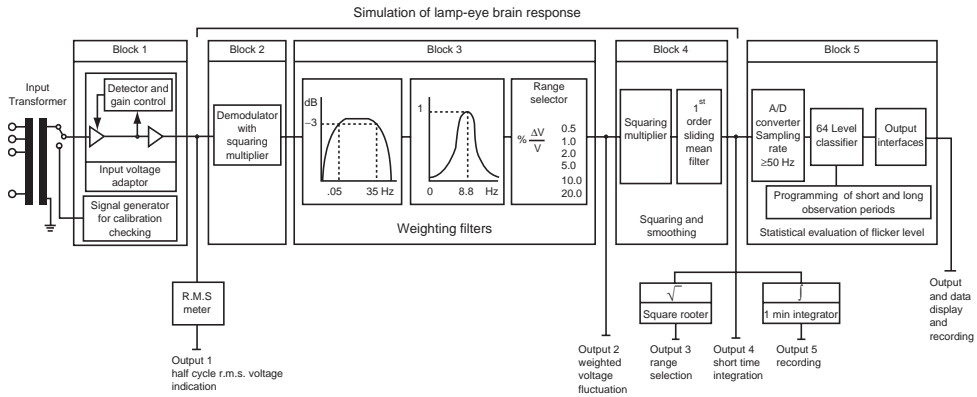 Simulation of lamp-eye brain response
Input
Transformer
Block 1
Detector and
gain control
Input voltage
adaptor
Signal generator
for calibration
checking
Block 2
Demodulator
with
squaring
multiplier
Block 3
dB
−3
.05
35 Hz
1
0
8.8
Hz
Range
selector
% ΔV
V
0.5
1.0
2.0
5.0
10.0
20.0
Weighting filters
Block 4
Squaring
multiplier
1st
order
sliding
mean
filter
Squaring and
smoothing
Block 5
A/D
converter
Sampling
rate
≥50 Hz
64 Level
classifier
Output
interfaces
Programming of short and long
observation periods
Statistical evaluation of flicker level
R.M.S
meter
Output 1
half cycle r.m.s. voltage
indication
√
Square rooter
∫
1 min integrator
Output 2
weighted
voltage
fluctuation
Output 3
range
selection
Output 4
short time
integration
Output 5
recording
Output
and data
display
and
recording